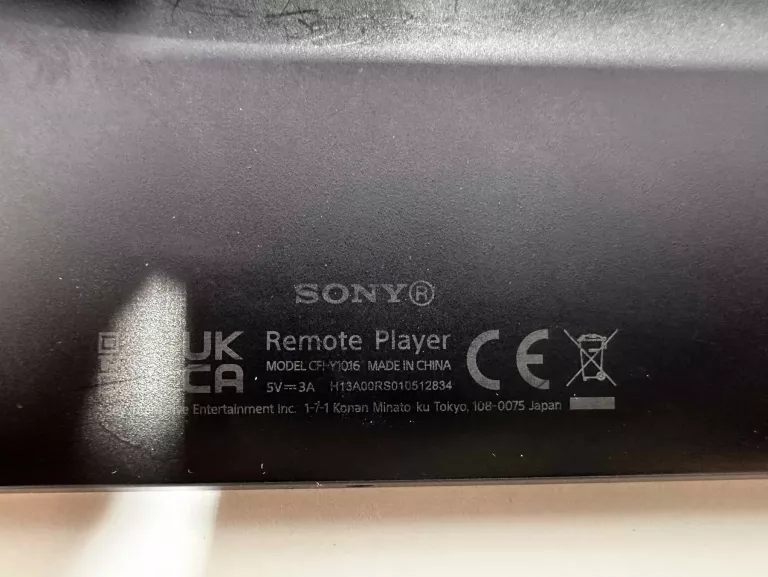 SONY®
UK
CA
Remote Player
MODEL CFI-Y1016 MADE IN CHINA
5V⎓3A H13A00RS010512834
CE
Entertainment Inc. 1-7-1 Konan Minato-ku Tokyo, 108-0075 Japan